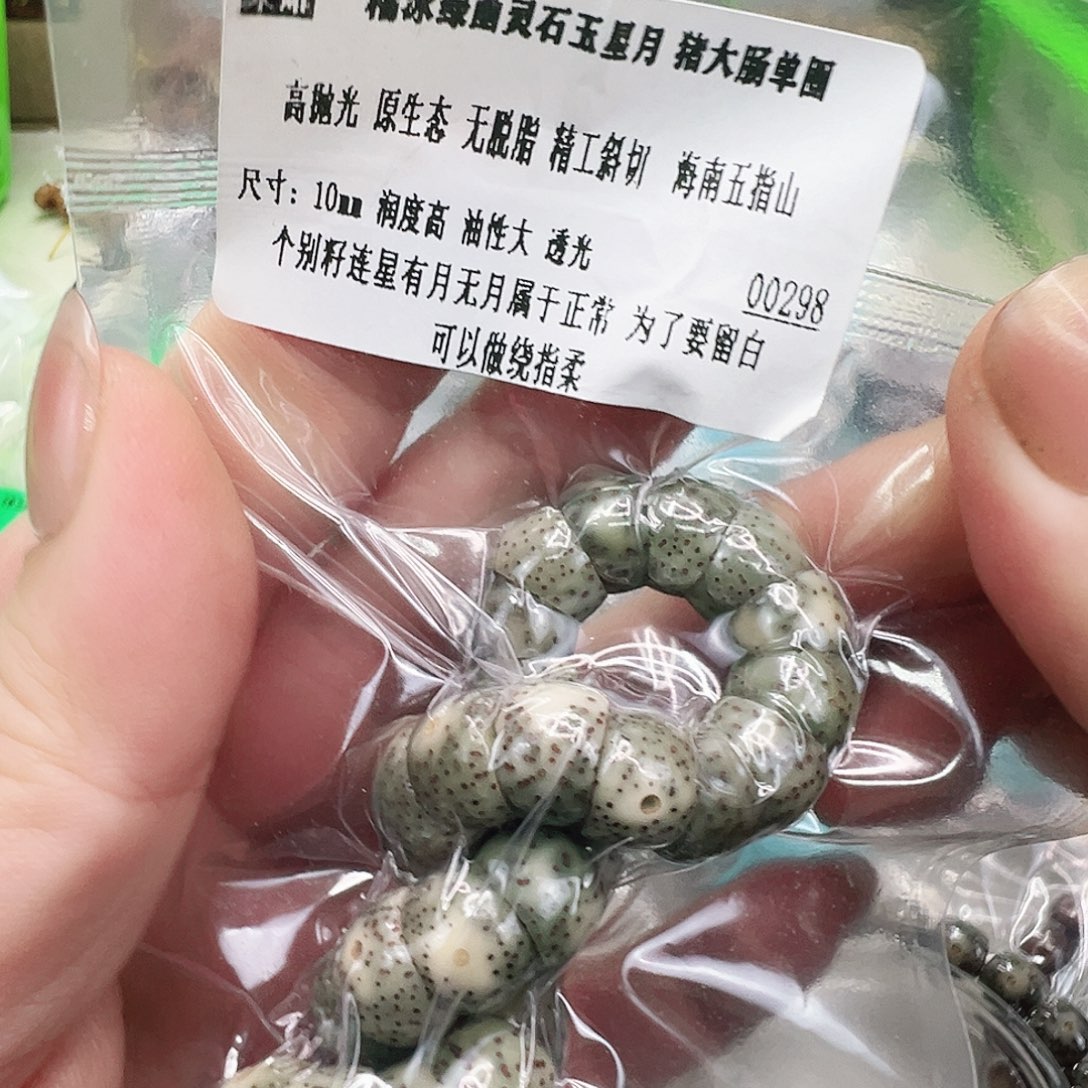 冰绿幽灵石玉星月 猪大肠单圈
高抛光 原生态 无脱脂 精工斜切 海南五指山
尺寸：10mm 润度高 油性大 透光
个别籽连星有月无月属于正常 为了要留白
可以做绕指柔
00298